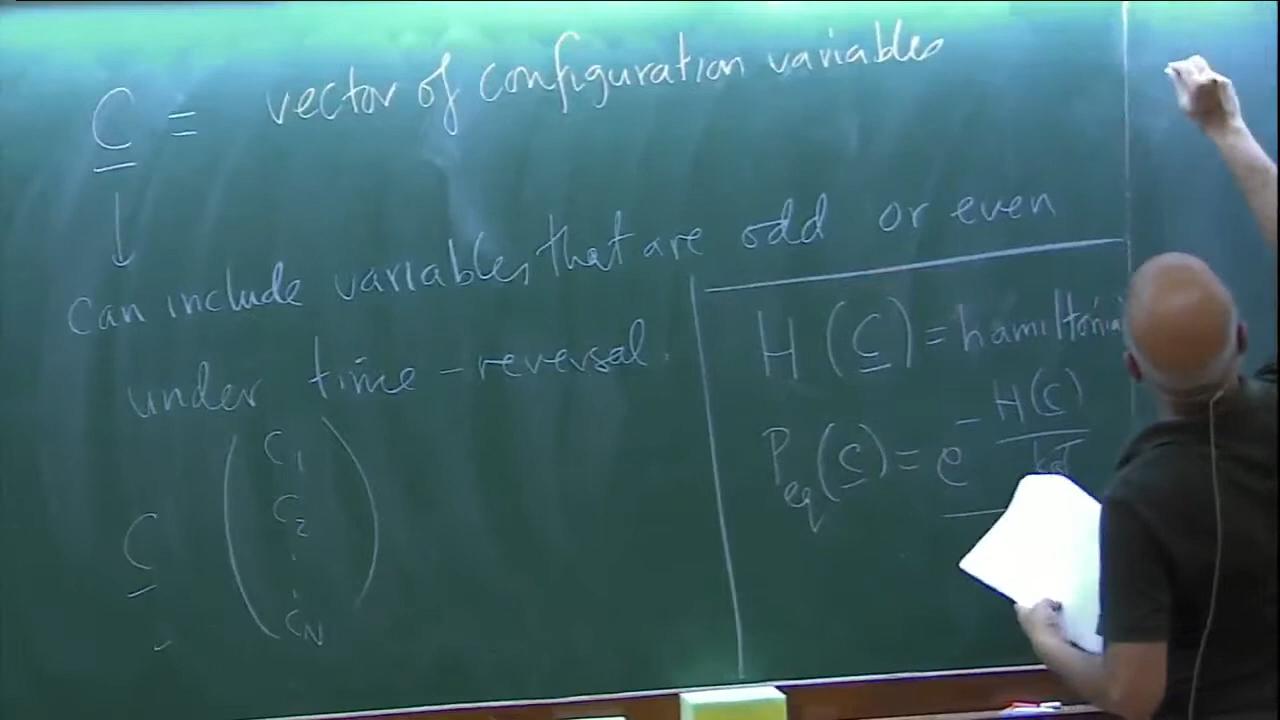 C = vector of configuration variables
↓
can include variables that are odd or even
under time-reversal.
C ( C1
C2
.
.
CN )
H(C) = hamiltonia
Peq(C) = e^-H(C)/kT